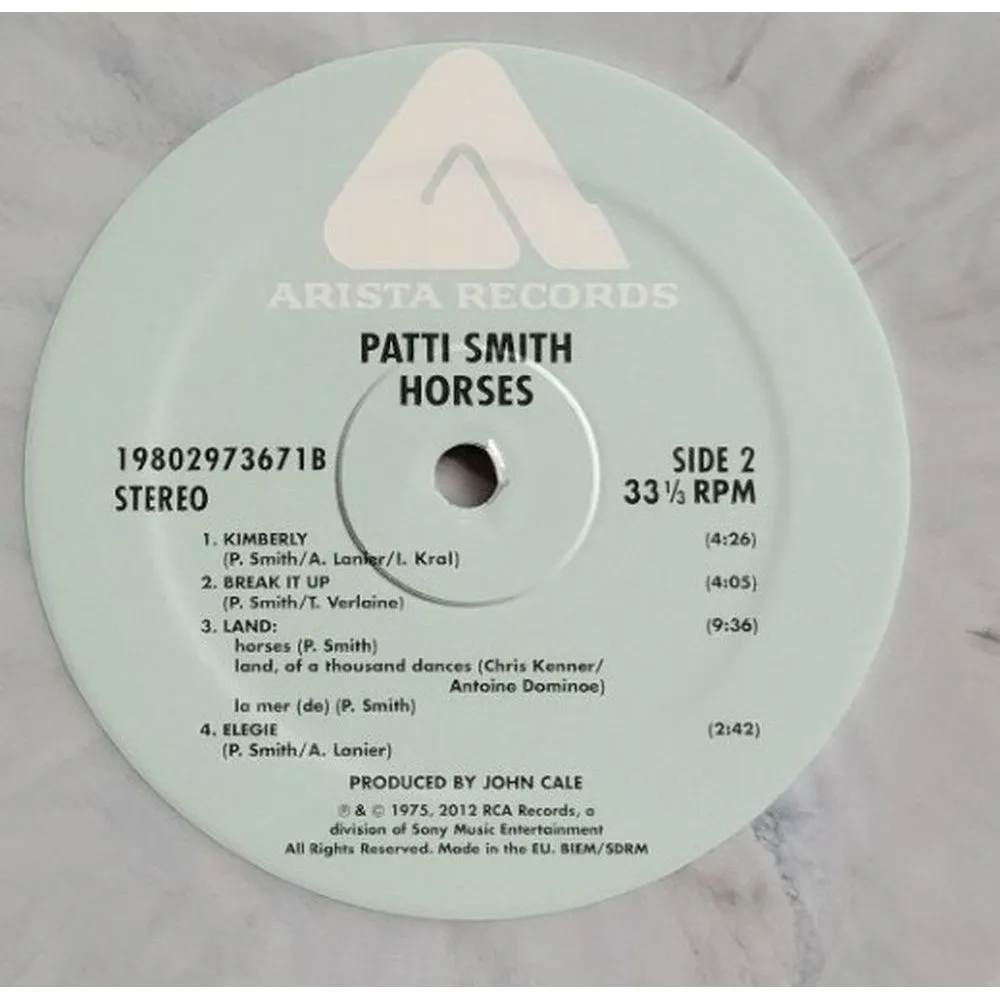 ARISTA RECORDS
PATTI SMITH
HORSES
19802973671B
STEREO
SIDE 2
33 1/3 RPM
1. KIMBERLY (4:26)
(P. Smith/A. Lanier/I. Kral)
2. BREAK IT UP (4:05)
(P. Smith/T. Verlaine)
3. LAND: (9:36)
horses (P. Smith)
land, of a thousand dances (Chris Kenner/
Antoine Dominoe)
la mer (de) (P. Smith)
4. ELEGIE (2:42)
(P. Smith/A. Lanier)
PRODUCED BY JOHN CALE
℗ & © 1975, 2012 RCA Records, a
division of Sony Music Entertainment
All Rights Reserved. Made in the EU. BIEM/SDRM